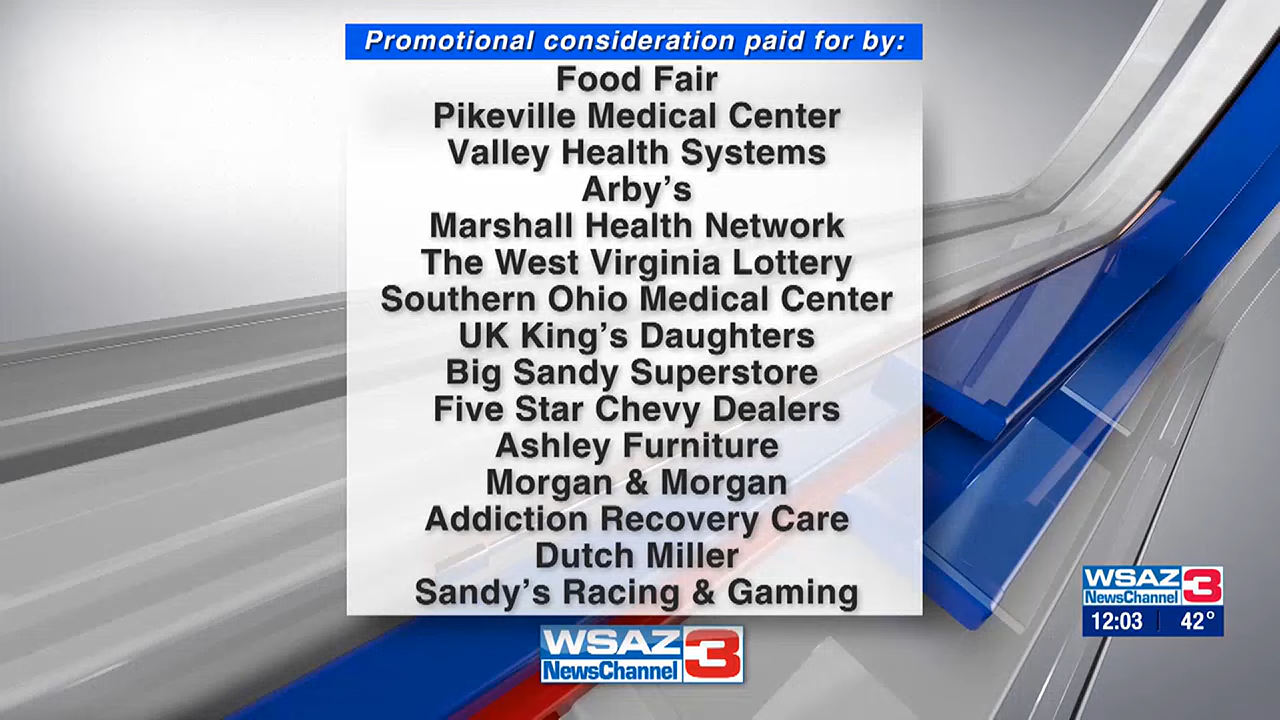 Promotional consideration paid for by:
Food Fair
Pikeville Medical Center
Valley Health Systems
Arby's
Marshall Health Network
The West Virginia Lottery
Southern Ohio Medical Center
UK King's Daughters
Big Sandy Superstore
Five Star Chevy Dealers
Ashley Furniture
Morgan & Morgan
Addiction Recovery Care
Dutch Miller
Sandy's Racing & Gaming
WSAZ 3
NewsChannel
WSAZ 3
NewsChannel
12:03 42°